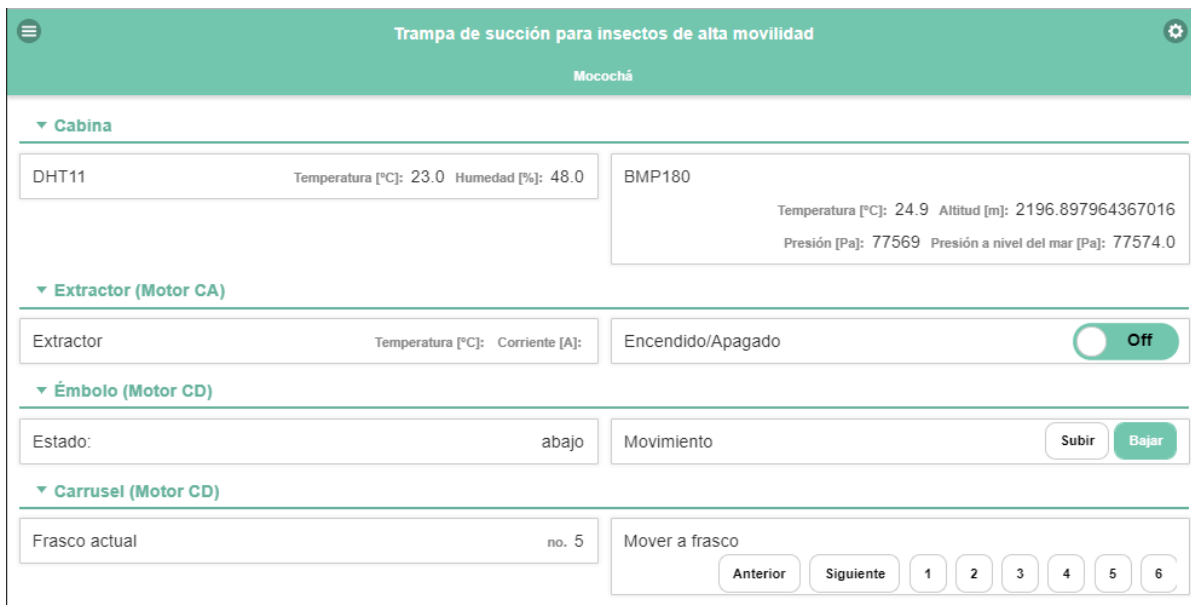 Trampa de succión para insectos de alta movilidad
Mocochá
Cabina
DHT11 Temperatura [ºC]: 23.0 Humedad [%]: 48.0
BMP180
Temperatura [ºC]: 24.9 Altitud [m]: 2196.897964367016
Presión [Pa]: 77569 Presión a nivel del mar [Pa]: 77574.0
Extractor (Motor CA)
Extractor Temperatura [ºC]: Corriente [A]:
Encendido/Apagado Off
Émbolo (Motor CD)
Estado: abajo
Movimiento Subir Bajar
Carrusel (Motor CD)
Frasco actual no. 5
Mover a frasco
Anterior Siguiente 1 2 3 4 5 6